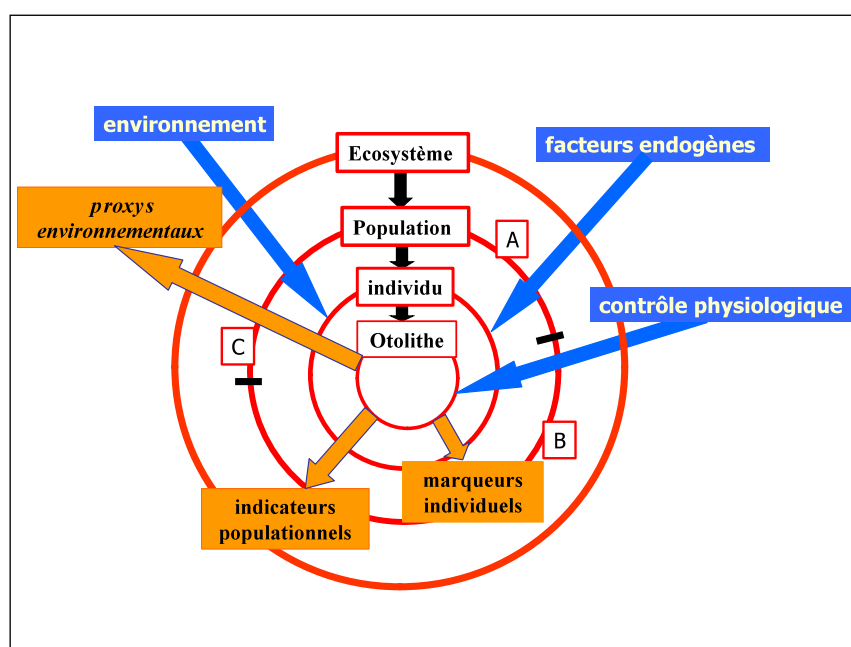 environnement
Ecosystème
facteurs endogènes
proxys
environnementaux
Population
A
individu
contrôle physiologique
Otolithe
C
B
marqueurs
individuels
indicateurs
populationnels